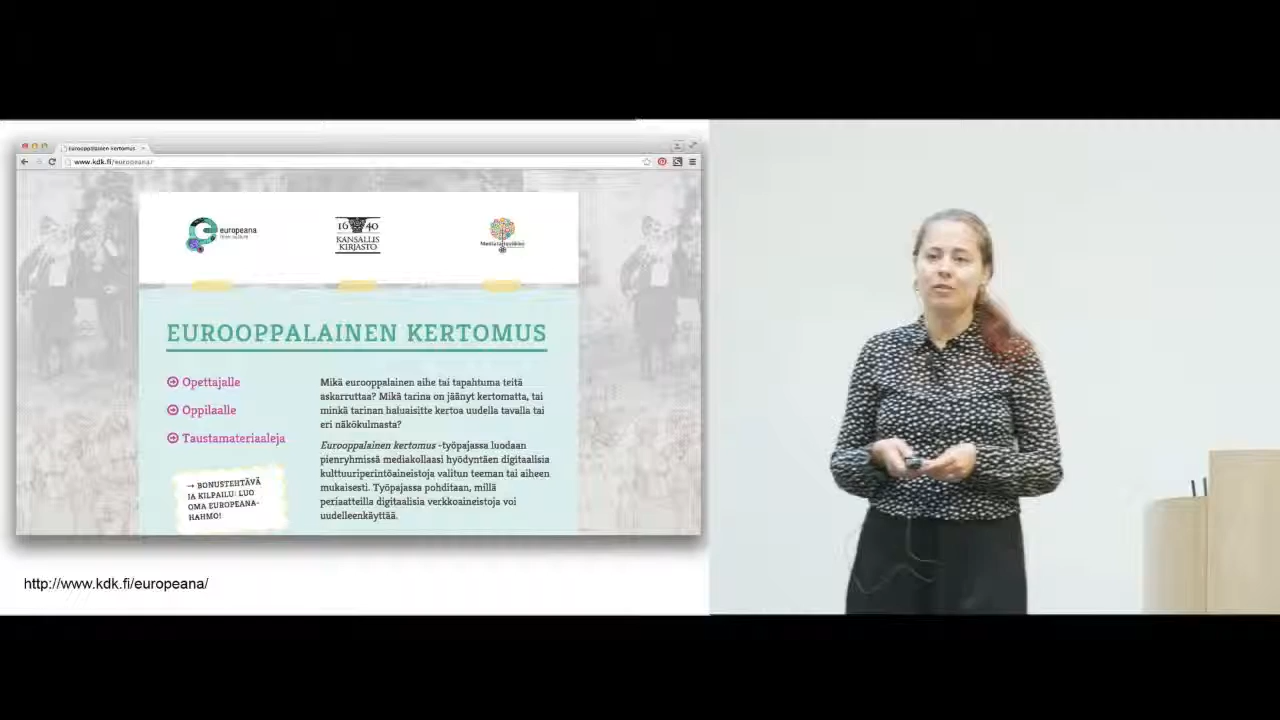 Eurooppalainen kertomus
www.kdk.fi/europeana/
europeana
16 40
KANSALLIS
KIRJASTO
Mediataitoviikko
EUROOPPALAINEN KERTOMUS
Opettajalle
Oppilaalle
Taustamateriaaleja
→ BONUSTEHTÄVÄ
JA KILPAILU: LUO
OMA EUROPEANA-
HAHMO!
Mikä eurooppalainen aihe tai tapahtuma teitä
askarruttaa? Mikä tarina on jäänyt kertomatta, tai
minkä tarinan haluaisitte kertoa uudella tavalla tai
eri näkökulmasta?
Eurooppalainen kertomus -työpajassa luodaan
pienryhmissä mediakollaasi hyödyntäen digitaalisia
kulttuuriperintöaineistoja valitun teeman tai aiheen
mukaisesti. Työpajassa pohditaan, millä
periaatteilla digitaalisia verkkoaineistoja voi
uudelleenkäyttää.
http://www.kdk.fi/europeana/